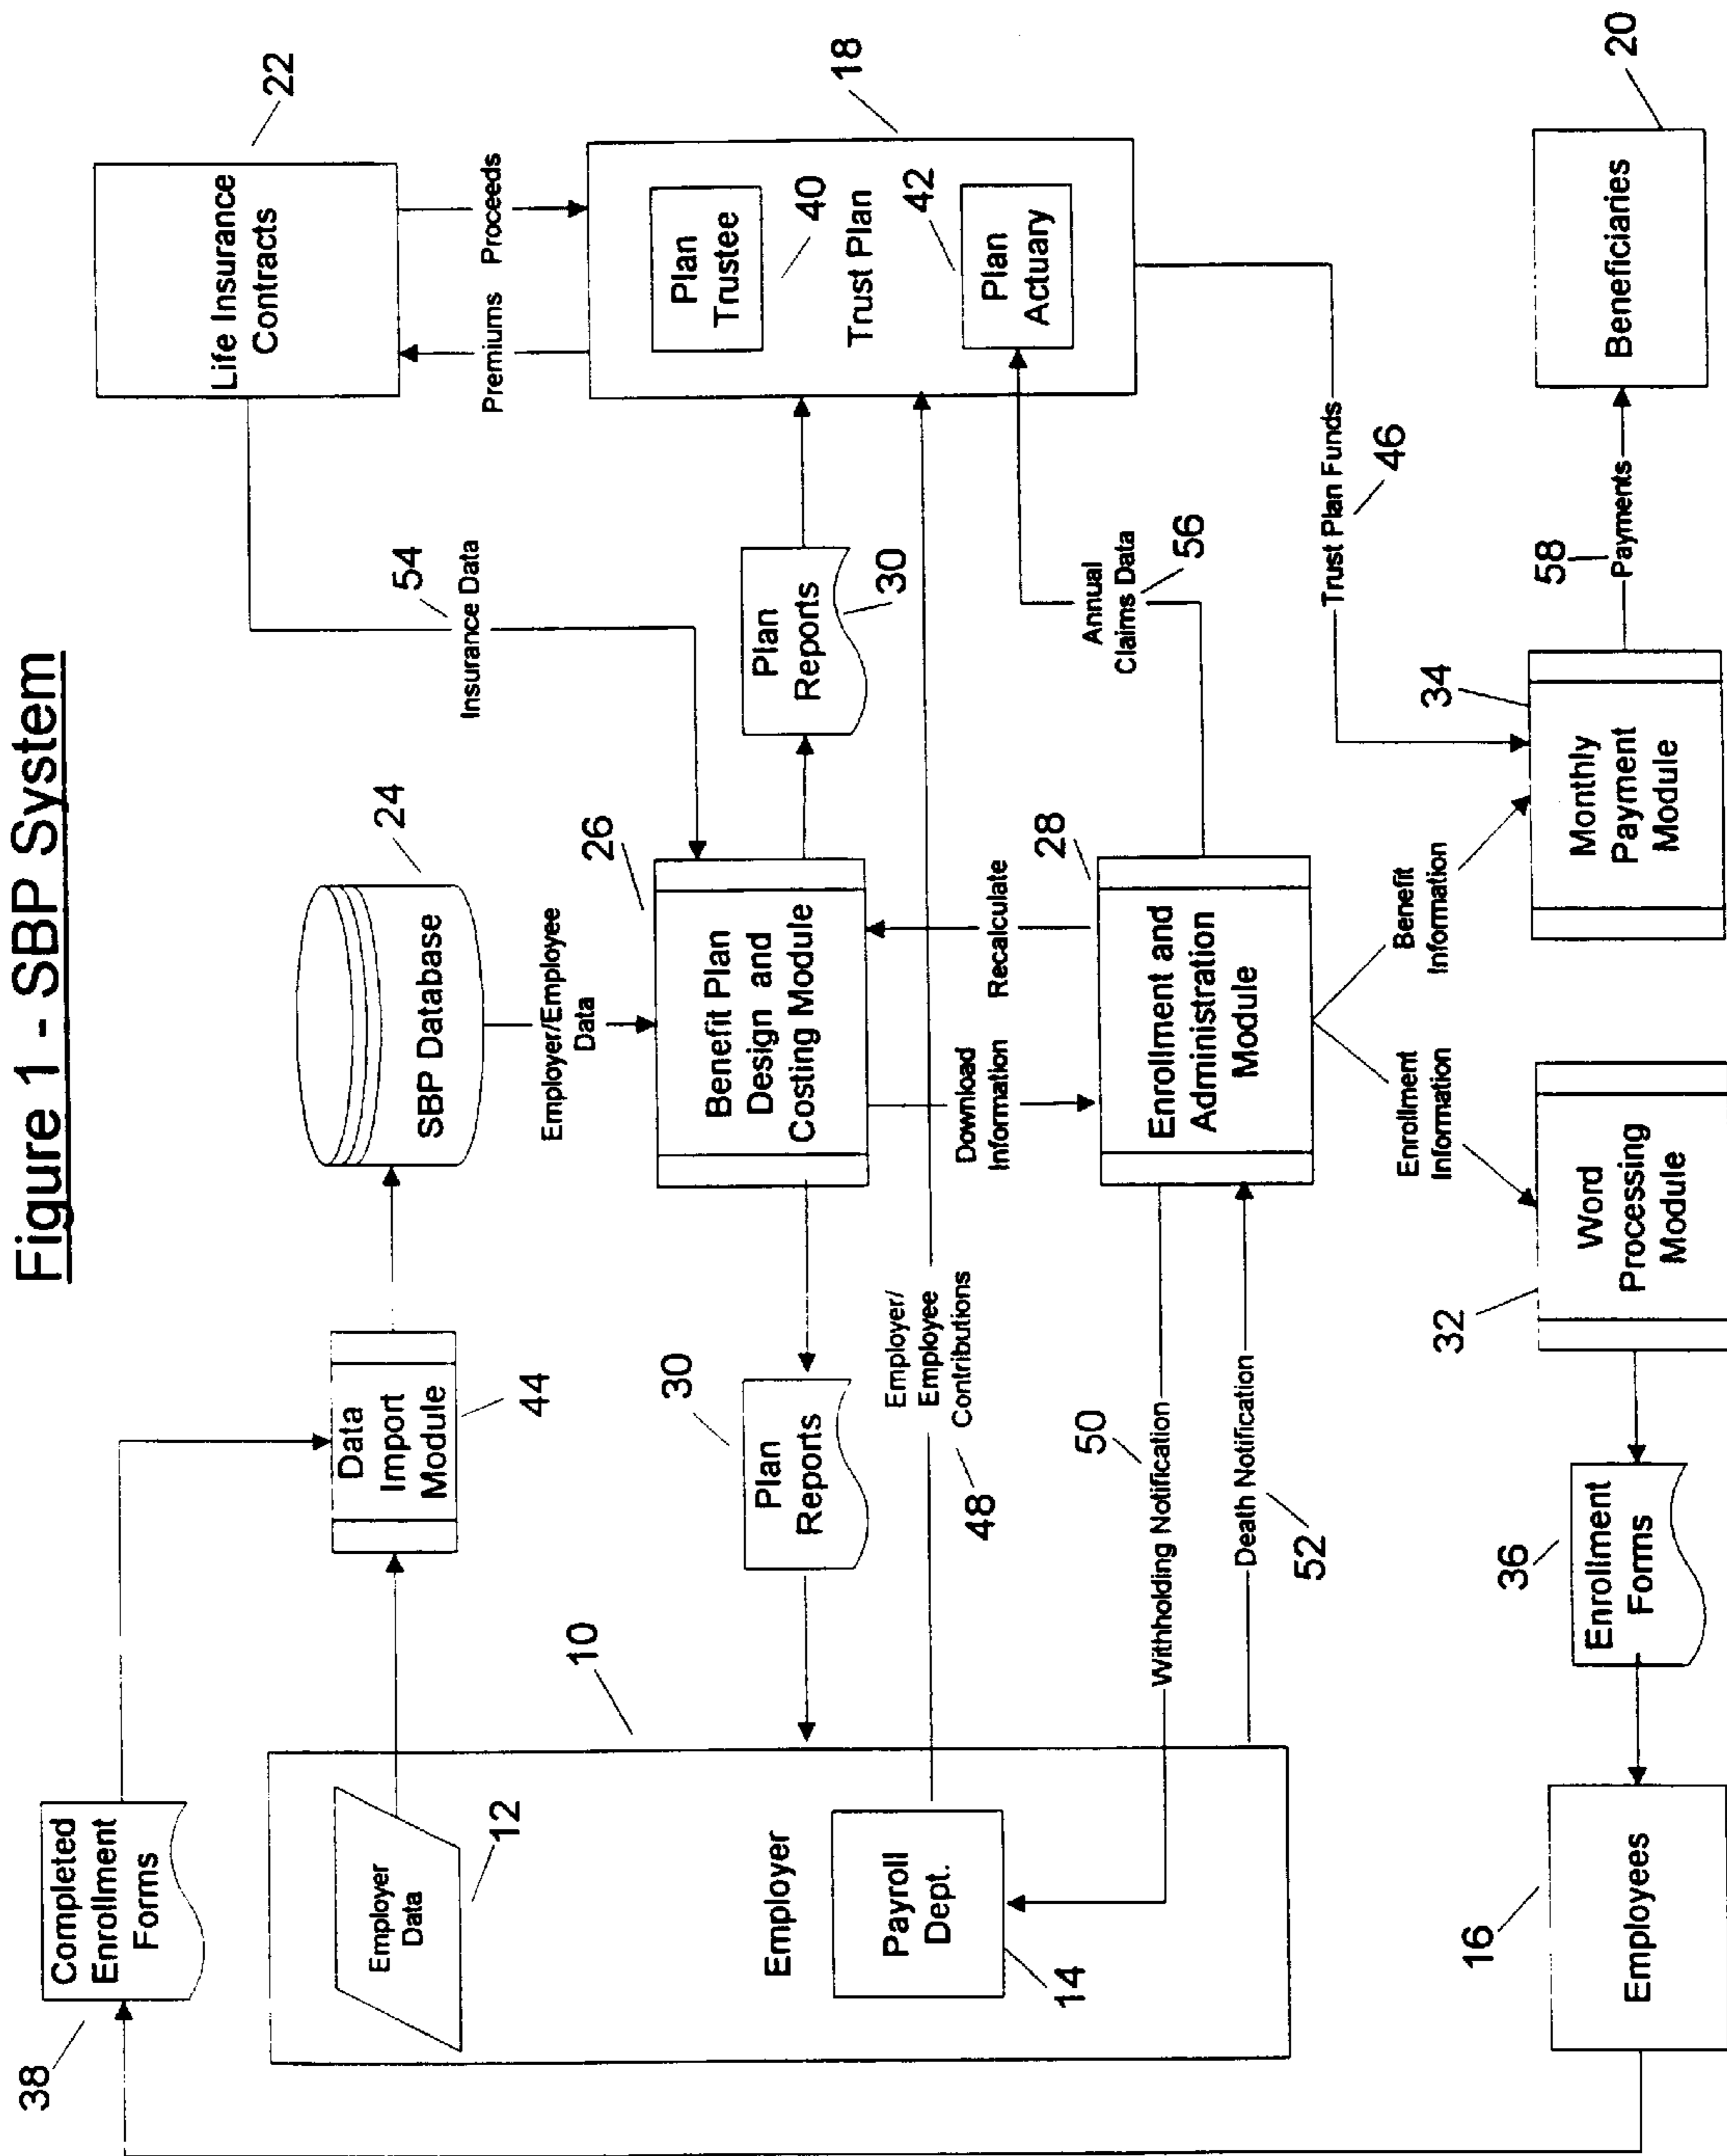 Figure 1 - SBP System
38
Completed
Enrollment
Forms
Data
Import
Module
44
SBP Database
24
Life Insurance
Contracts
22
54
Insurance Data
Premiums
Proceeds
Employer/Employee
Data
10
Employer
Data
12
Employer
Payroll
Dept.
14
30
Plan
Reports
26
Benefit Plan
Design and
Costing Module
Plan
Reports
30
18
Plan
Trustee
40
Trust Plan
42
Plan
Actuary
Employer/
Employee
Contributions
48
Download
Information
Recalculate
28
Enrollment and
Administration
Module
Annual
Claims Data
56
50
Withholding Notification
Death Notification
52
Trust Plan Funds
46
Enrollment
Information
Benefit
Information
16
Employees
36
Enrollment
Forms
32
Word
Processing
Module
34
Monthly
Payment
Module
58
Payments
Beneficiaries
20